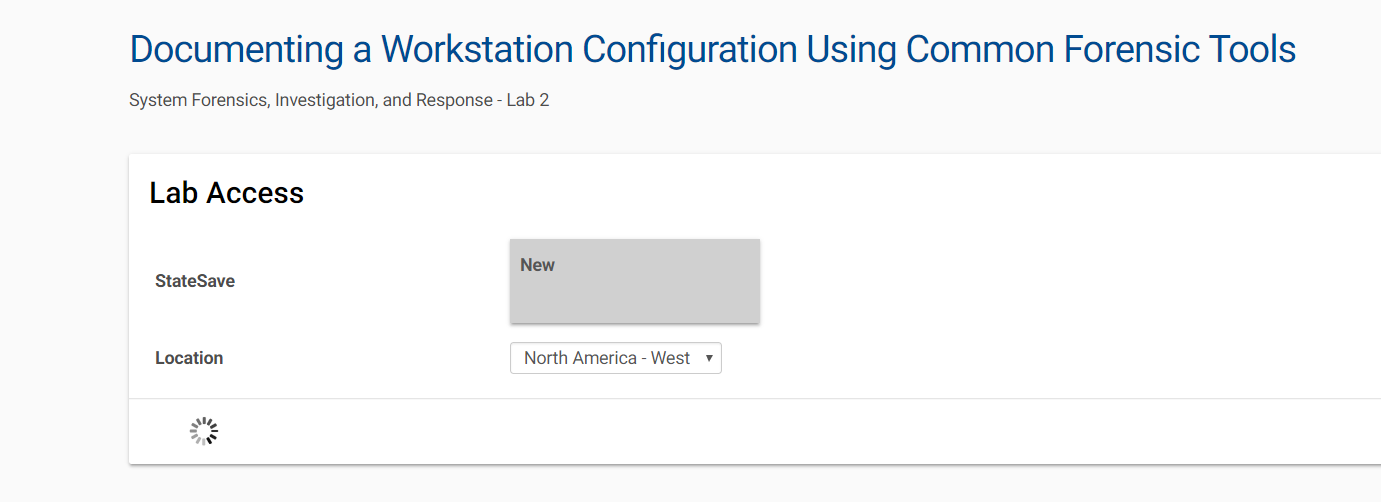 Documenting a Workstation Configuration Using Common Forensic Tools
System Forensics, Investigation, and Response - Lab 2
Lab Access
StateSave
New
Location
North America - West